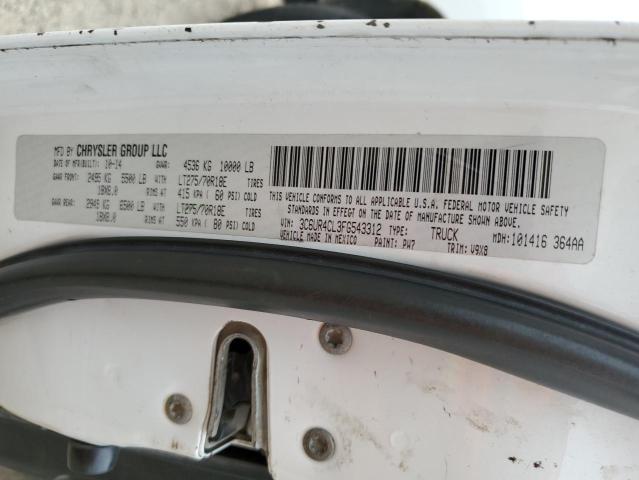 MFD BY CHRYSLER GROUP LLC
DATE OF MFR/BUILT: 10-14 GVWR: 4536 KG 10000 LB
GAWR FRONT: 2495 KG 5500 LB WITH LT275/70R18E TIRES
18X8.0 RIMS AT 415 KPA ( 60 PSI) COLD
GAWR REAR: 2948 KG 6500 LB WITH LT275/70R18E TIRES
18X8.0 RIMS AT 550 KPA ( 80 PSI) COLD
THIS VEHICLE CONFORMS TO ALL APPLICABLE U.S.A. FEDERAL MOTOR VEHICLE SAFETY
STANDARDS IN EFFECT ON THE DATE OF MANUFACTURE SHOWN ABOVE.
VIN: 3C6UR4CL3FG543312 TYPE: TRUCK MDH: 101416 364AA
VEHICLE MADE IN MEXICO PAINT: PW7 TRIM: V9X8